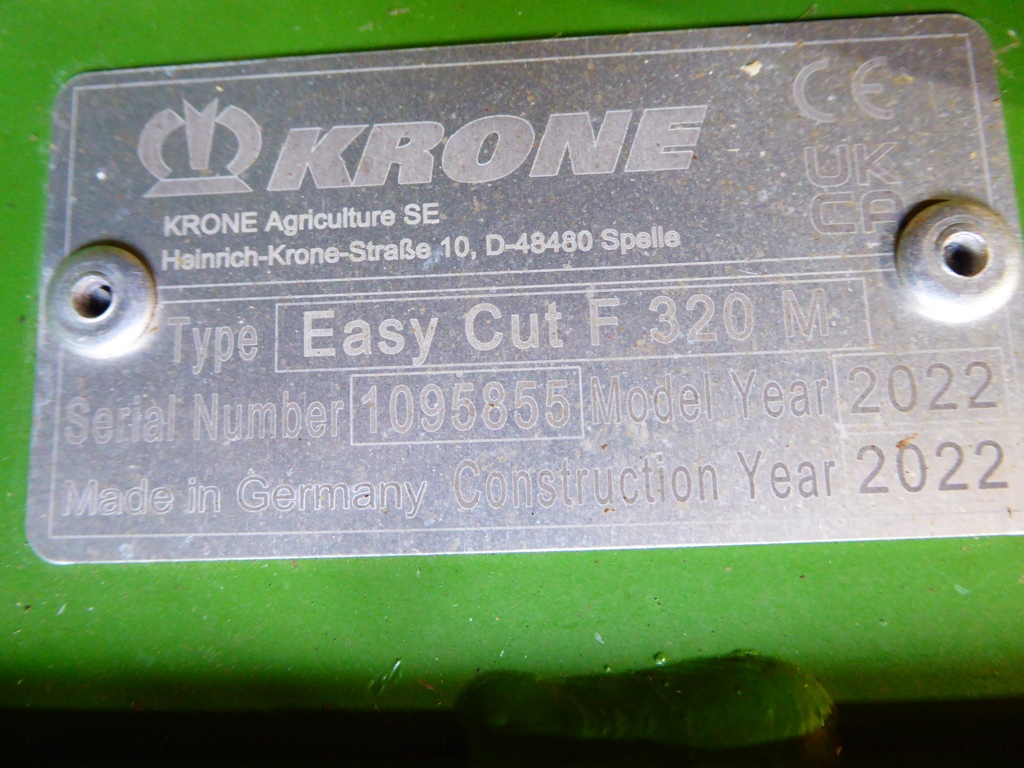 KRONE
CE
UK
CA
KRONE Agriculture SE
Heinrich-Krone-Straße 10, D-48480 Spelle
Type Easy Cut F 320 M
Serial Number 1095855 Model Year 2022
Made in Germany Construction Year 2022